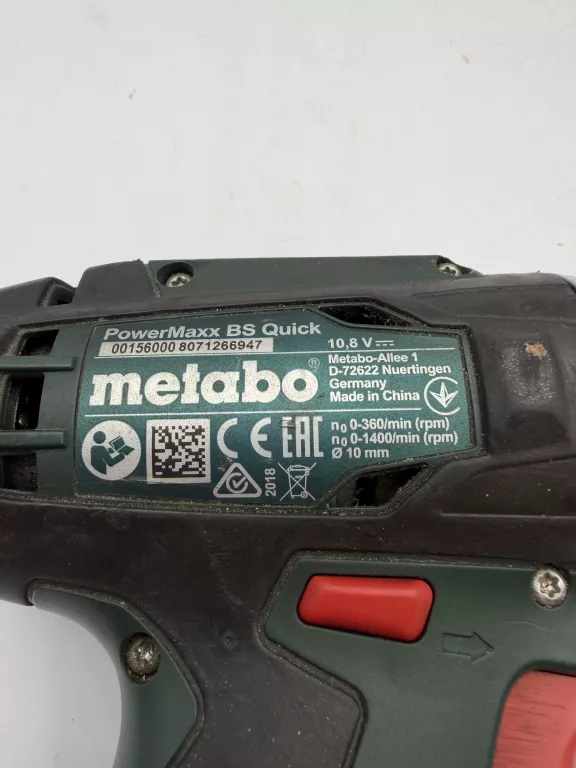 PowerMaxx BS Quick
00156000 8071266947
metabo®
10,8 V
Metabo-Allee 1
D-72622 Nuertingen
Germany
Made in China
CE EAC
n0 0-360/min (rpm)
n0 0-1400/min (rpm)
Ø 10 mm
2018